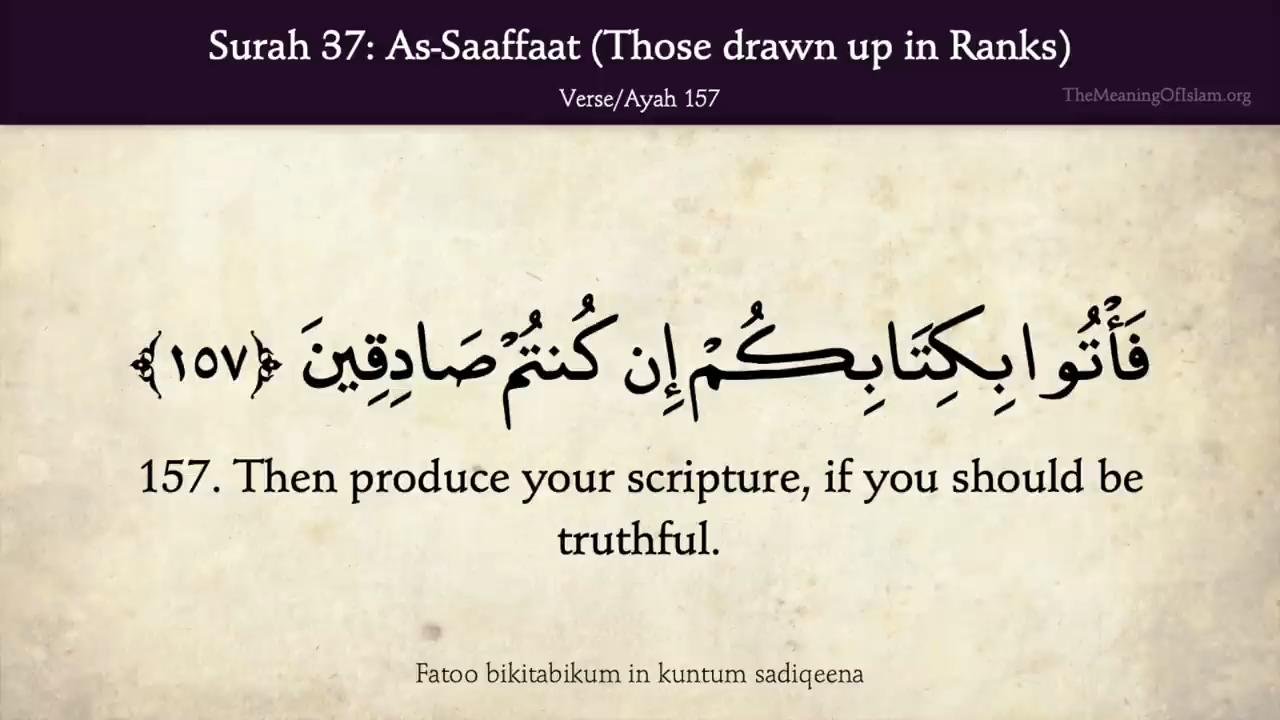 Surah 37: As-Saaffaat (Those drawn up in Ranks)
Verse/Ayah 157
TheMeaningOfIslam.org
فَأْتُوا بِكِتَابِكُمْ إِن كُنتُمْ صَادِقِينَ ﴿١٥٧﴾
157. Then produce your scripture, if you should be
truthful.
Fatoo bikitabikum in kuntum sadiqeena